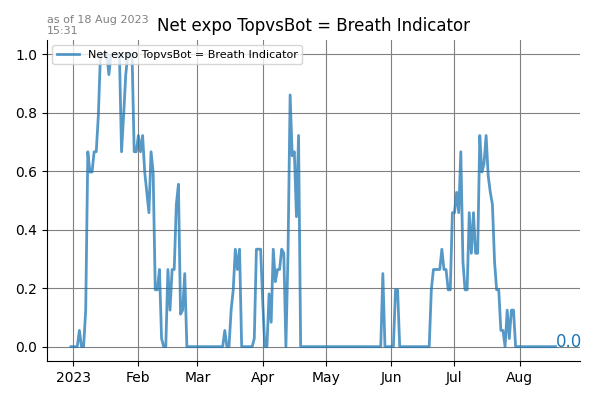 as of 18 Aug 2023
15:31
Net expo TopvsBot = Breath Indicator
Net expo TopvsBot = Breath Indicator
1.0
0.8
0.6
0.4
0.2
0.0
0.0
2023 Feb Mar Apr May Jun Jul Aug